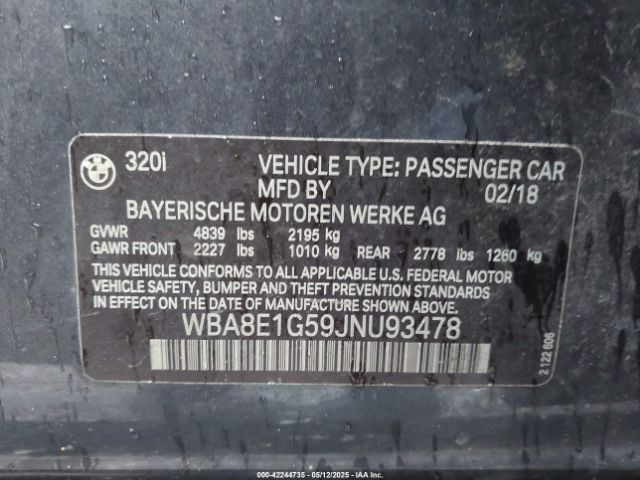 320i VEHICLE TYPE: PASSENGER CAR
MFD BY 02/18
BAYERISCHE MOTOREN WERKE AG
GVWR 4839 lbs 2195 kg
GAWR FRONT 2227 lbs 1010 kg REAR 2778 lbs 1260 kg
THIS VEHICLE CONFORMS TO ALL APPLICABLE U.S. FEDERAL MOTOR
VEHICLE SAFETY, BUMPER AND THEFT PREVENTION STANDARDS
IN EFFECT ON THE DATE OF MANUFACTURE SHOWN ABOVE.
WBA8E1G59JNU93478
2 122 606
000-42244735 - 05/12/2025 - IAA Inc.